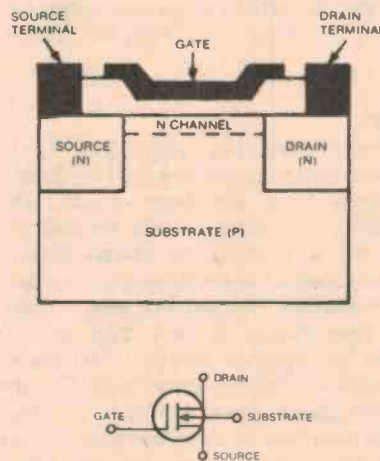 SOURCE
TERMINAL
DRAIN
TERMINAL
GATE
N CHANNEL
SOURCE
(N)
DRAIN
(N)
SUBSTRATE (P)
DRAIN
GATE
SUBSTRATE
SOURCE